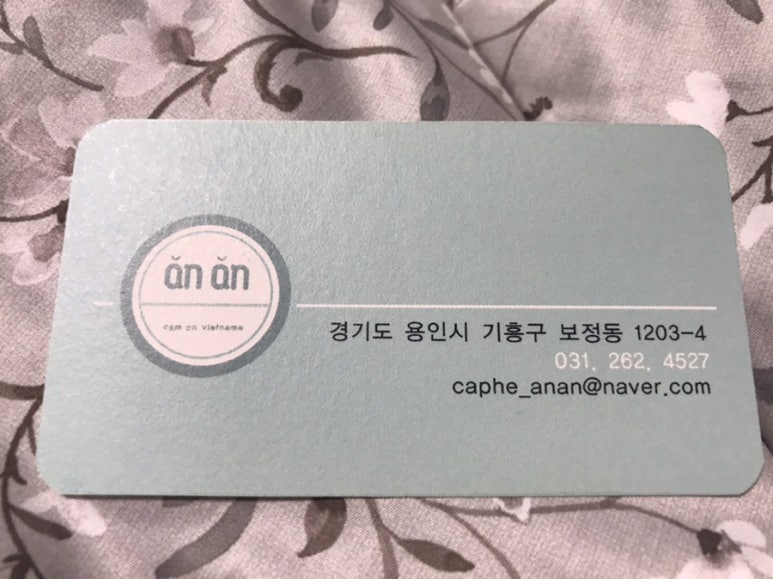 ăn ăn
cam on vietname
경기도 용인시 기흥구 보정동 1203-4
031. 262. 4527
caphe_anan@naver.com